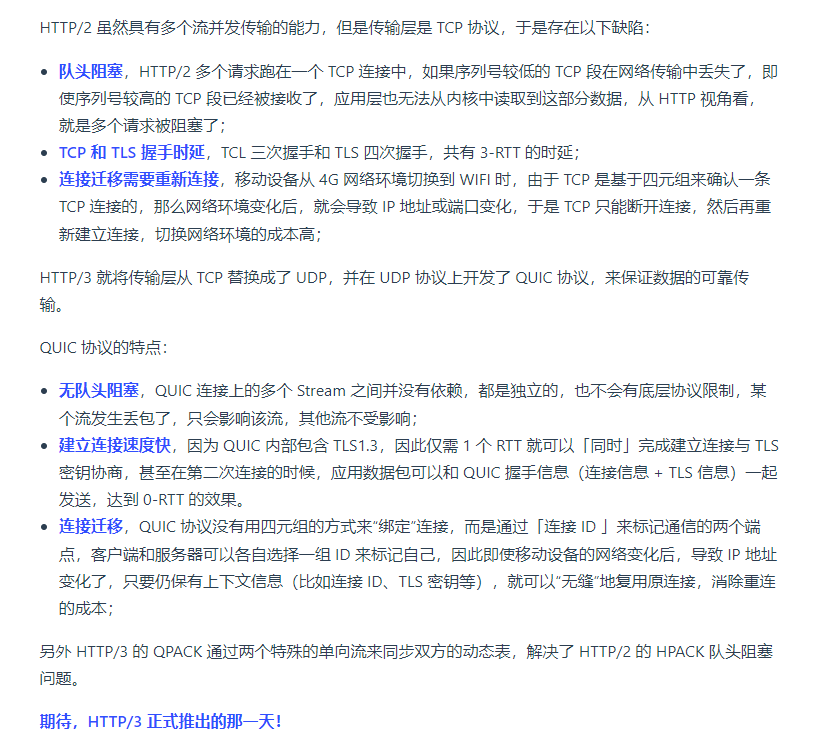 HTTP/2 虽然具有多个流并发传输的能力，但是传输层是 TCP 协议，于是存在以下缺陷：
• 队头阻塞，HTTP/2 多个请求跑在一个 TCP 连接中，如果序列号较低的 TCP 段在网络传输中丢失了，即
使序列号较高的 TCP 段已经被接收了，应用层也无法从内核中读取到这部分数据，从 HTTP 视角看，
就是多个请求被阻塞了；
• TCP 和 TLS 握手时延，TCL 三次握手和 TLS 四次握手，共有 3-RTT 的时延；
• 连接迁移需要重新连接，移动设备从 4G 网络环境切换到 WIFI 时，由于 TCP 是基于四元组来确认一条
TCP 连接的，那么网络环境变化后，就会导致 IP 地址或端口变化，于是 TCP 只能断开连接，然后再重
新建立连接，切换网络环境的成本高；
HTTP/3 就将传输层从 TCP 替换成了 UDP，并在 UDP 协议上开发了 QUIC 协议，来保证数据的可靠传
输。
QUIC 协议的特点：
• 无队头阻塞，QUIC 连接上的多个 Stream 之间并没有依赖，都是独立的，也不会有底层协议限制，某
个流发生丢包了，只会影响该流，其他流不受影响；
• 建立连接速度快，因为 QUIC 内部包含 TLS1.3，因此仅需 1 个 RTT 就可以「同时」完成建立连接与 TLS
密钥协商，甚至在第二次连接的时候，应用数据包可以和 QUIC 握手信息（连接信息 + TLS 信息）一起
发送，达到 0-RTT 的效果。
• 连接迁移，QUIC 协议没有用四元组的方式来“绑定”连接，而是通过「连接 ID 」来标记通信的两个端
点，客户端和服务器可以各自选择一组 ID 来标记自己，因此即使移动设备的网络变化后，导致 IP 地址
变化了，只要仍保有上下文信息（比如连接 ID、TLS 密钥等），就可以“无缝”地复用原连接，消除重连
的成本；
另外 HTTP/3 的 QPACK 通过两个特殊的单向流来同步双方的动态表，解决了 HTTP/2 的 HPACK 队头阻塞
问题。
期待，HTTP/3 正式推出的那一天！